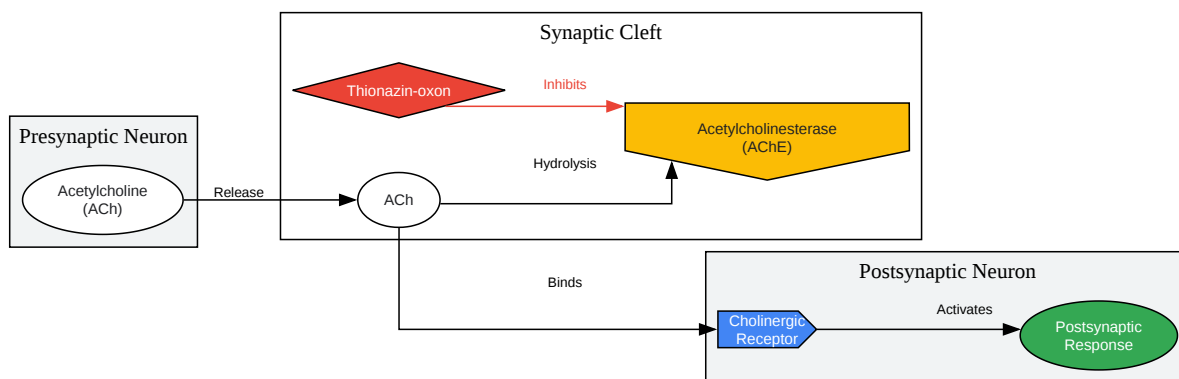 Synaptic Cleft
Thionazin-oxon
Inhibits
Acetylcholinesterase
(AChE)
Presynaptic Neuron
Acetylcholine
(ACh)
Release
ACh
Hydrolysis
Binds
Postsynaptic Neuron
Cholinergic
Receptor
Activates
Postsynaptic
Response